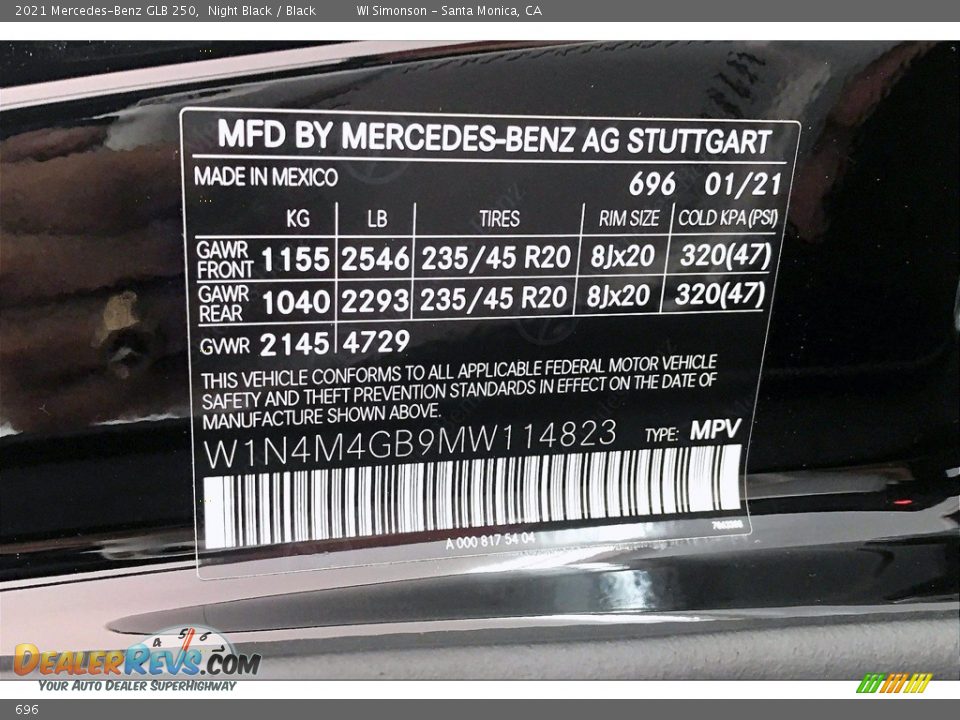 2021 Mercedes-Benz GLB 250, Night Black / Black WI Simonson - Santa Monica, CA
MFD BY MERCEDES-BENZ AG STUTTGART
MADE IN MEXICO 696 01/21
KG LB TIRES RIM SIZE COLD KPA(PSI)
GAWR FRONT 1155 2546 235/45 R20 8Jx20 320(47)
GAWR REAR 1040 2293 235/45 R20 8Jx20 320(47)
GVWR 2145 4729
THIS VEHICLE CONFORMS TO ALL APPLICABLE FEDERAL MOTOR VEHICLE
SAFETY AND THEFT PREVENTION STANDARDS IN EFFECT ON THE DATE OF
MANUFACTURE SHOWN ABOVE.
W1N4M4GB9MW114823 TYPE: MPV
A 000 817 54 04
4 5 6
DEALERREVS.COM
YOUR AUTO DEALER SUPERHIGHWAY
696